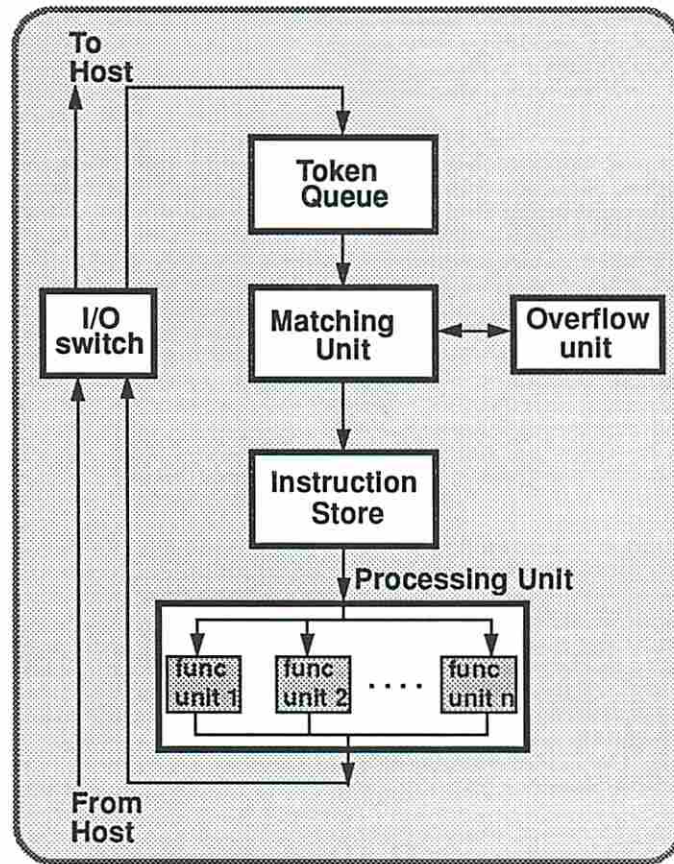 To
Host
Token
Queue
I/O
switch
Matching
Unit
Overflow
unit
Instruction
Store
Processing Unit
func
unit 1
func
unit 2
. . . .
func
unit n
From
Host